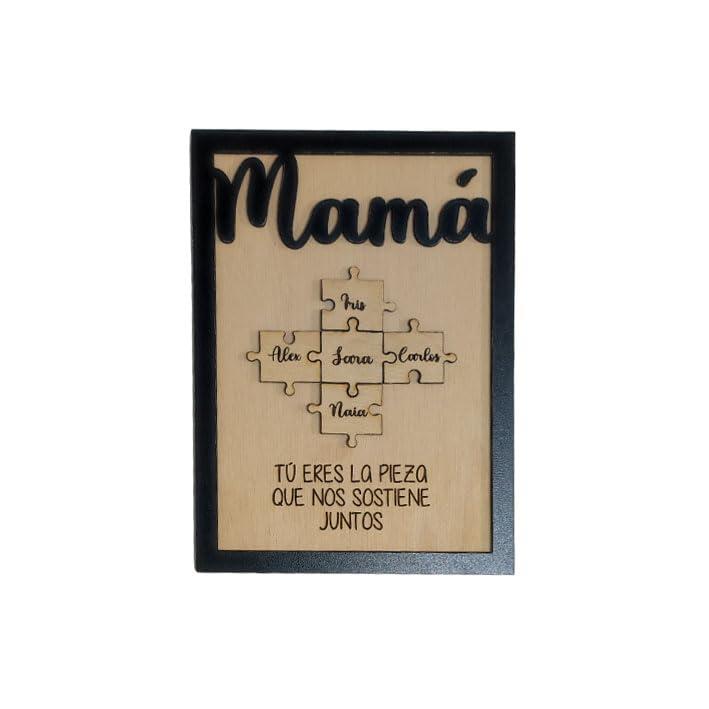 Mamá
Iris
Alex Sara Carlos
Naia
TÚ ERES LA PIEZA
QUE NOS SOSTIENE
JUNTOS